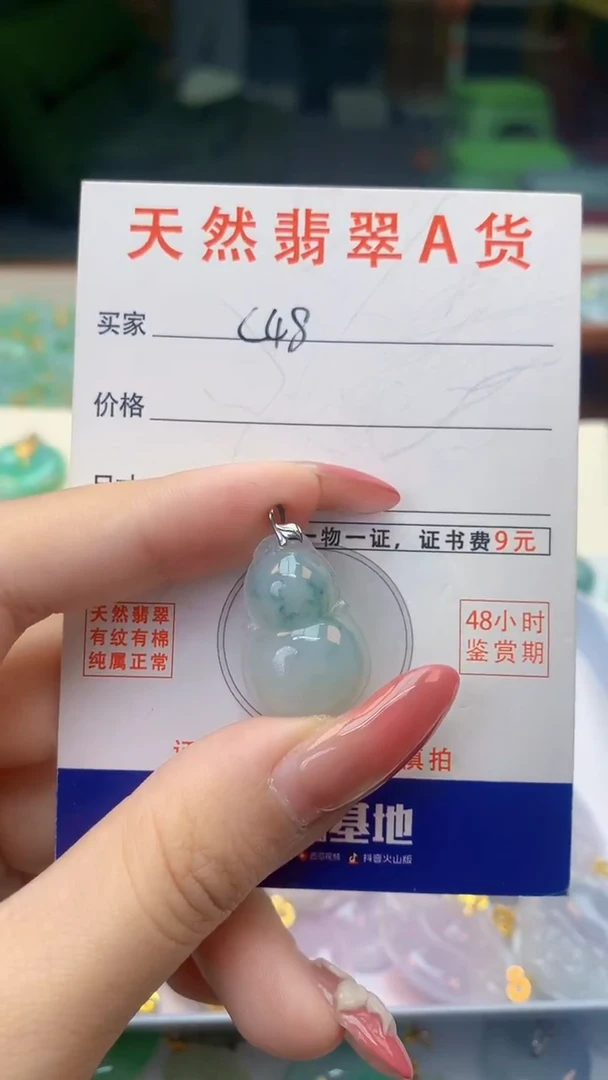 天然翡翠A货
买家 C48
价格
一物一证，证书费9元
天然翡翠
有纹有棉
纯属正常
48小时
鉴赏期
慎拍
基地
抖音火山版